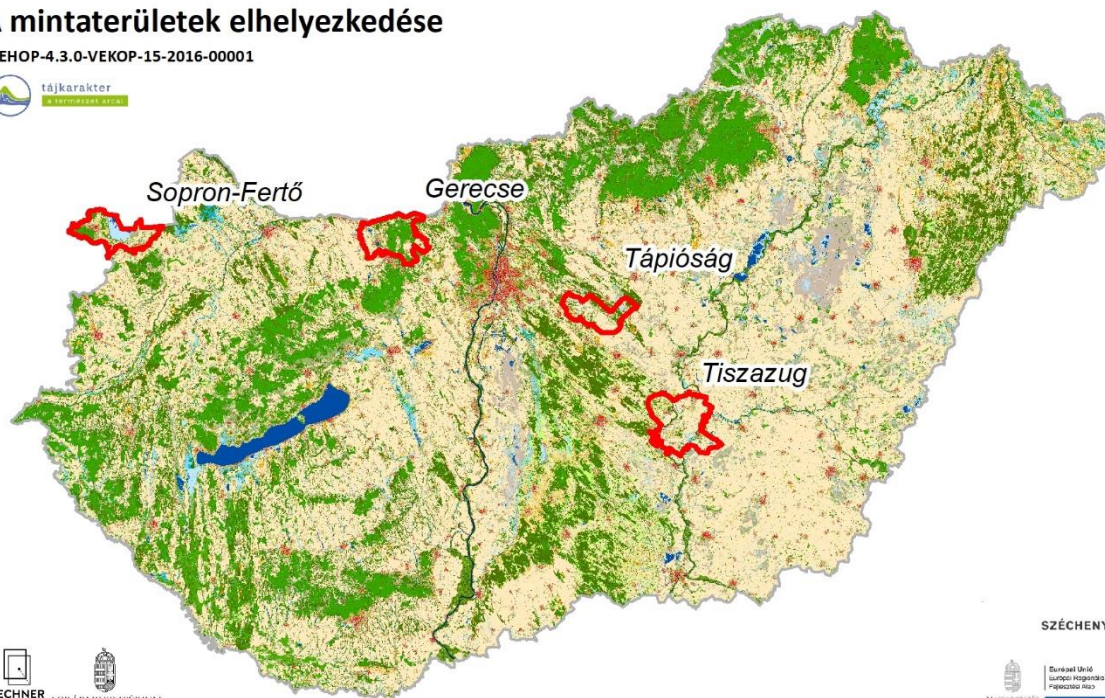 mintaterületek elhelyezkedése
EHOP-4.3.0-VEKOP-15-2016-00001
tájkarakter
a természet arcai
Sopron-Fertő
Gerecse
Tápióság
Tiszazug
SZÉCHENY
Európai Unió
Európai Regionális
Fejlesztési Alap
ECHNER